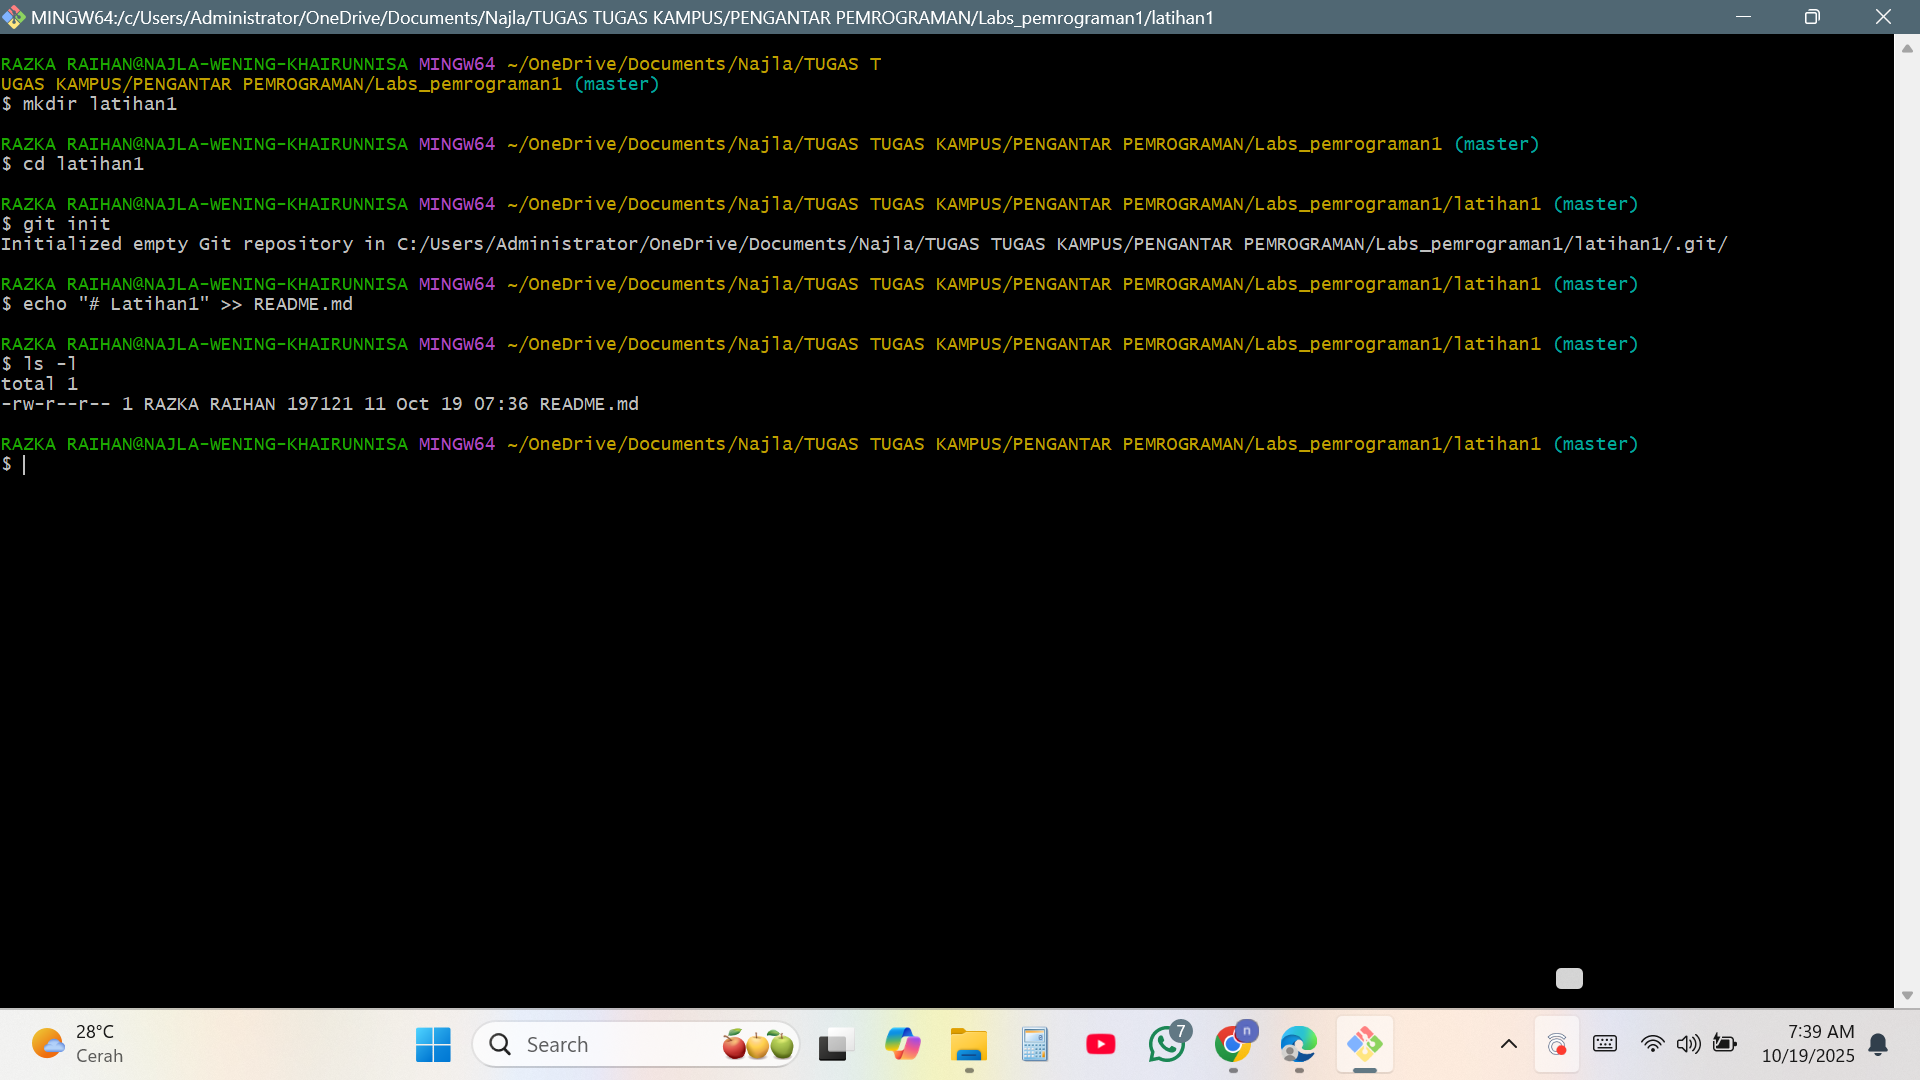 MINGW64:/c/Users/Administrator/OneDrive/Documents/Najla/TUGAS TUGAS KAMPUS/PENGANTAR PEMROGRAMAN/Labs_pemrograman1/latihan1
RAZKA RAIHAN@NAJLA-WENING-KHAIRUNNISA MINGW64 ~/OneDrive/Documents/Najla/TUGAS T
UGAS KAMPUS/PENGANTAR PEMROGRAMAN/Labs_pemrograman1 (master)
$ mkdir latihan1
RAZKA RAIHAN@NAJLA-WENING-KHAIRUNNISA MINGW64 ~/OneDrive/Documents/Najla/TUGAS TUGAS KAMPUS/PENGANTAR PEMROGRAMAN/Labs_pemrograman1 (master)
$ cd latihan1
RAZKA RAIHAN@NAJLA-WENING-KHAIRUNNISA MINGW64 ~/OneDrive/Documents/Najla/TUGAS TUGAS KAMPUS/PENGANTAR PEMROGRAMAN/Labs_pemrograman1/latihan1 (master)
$ git init
Initialized empty Git repository in C:/Users/Administrator/OneDrive/Documents/Najla/TUGAS TUGAS KAMPUS/PENGANTAR PEMROGRAMAN/Labs_pemrograman1/latihan1/.git/
RAZKA RAIHAN@NAJLA-WENING-KHAIRUNNISA MINGW64 ~/OneDrive/Documents/Najla/TUGAS TUGAS KAMPUS/PENGANTAR PEMROGRAMAN/Labs_pemrograman1/latihan1 (master)
$ echo "# Latihan1" >> README.md
RAZKA RAIHAN@NAJLA-WENING-KHAIRUNNISA MINGW64 ~/OneDrive/Documents/Najla/TUGAS TUGAS KAMPUS/PENGANTAR PEMROGRAMAN/Labs_pemrograman1/latihan1 (master)
$ ls -l
total 1
-rw-r--r-- 1 RAZKA RAIHAN 197121 11 Oct 19 07:36 README.md
RAZKA RAIHAN@NAJLA-WENING-KHAIRUNNISA MINGW64 ~/OneDrive/Documents/Najla/TUGAS TUGAS KAMPUS/PENGANTAR PEMROGRAMAN/Labs_pemrograman1/latihan1 (master)
$
28°C
Cerah
Search
7
n
7:39 AM
10/19/2025